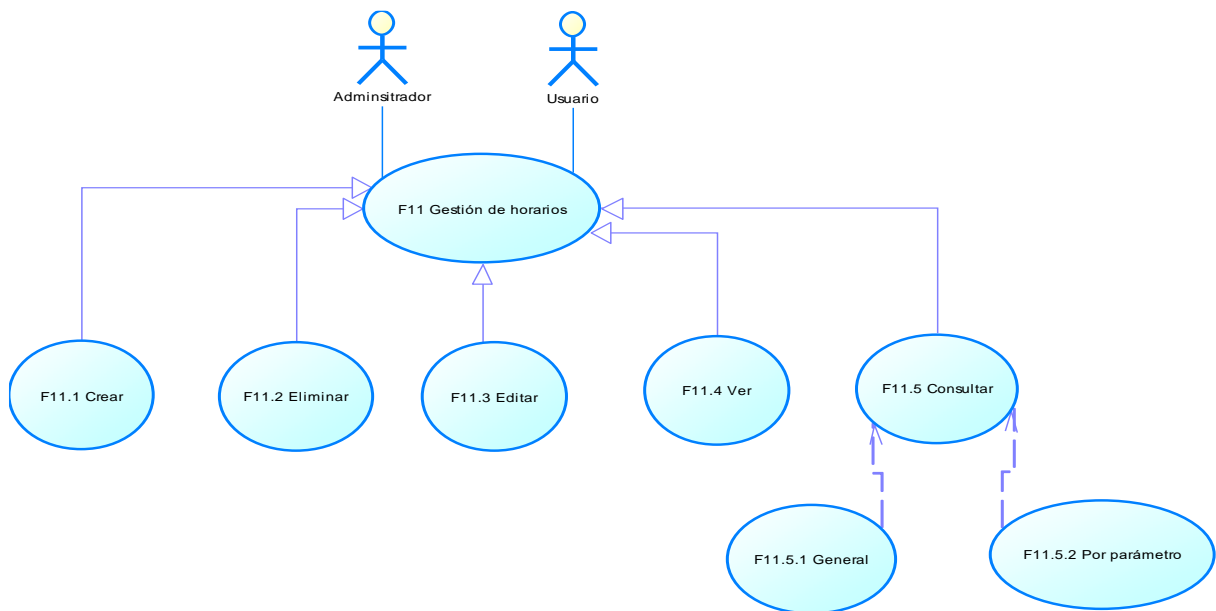 Adminsitrador
Usuario
F11 Gestión de horarios
F11.1 Crear
F11.2 Eliminar
F11.3 Editar
F11.4 Ver
F11.5 Consultar
F11.5.1 General
F11.5.2 Por parámetro